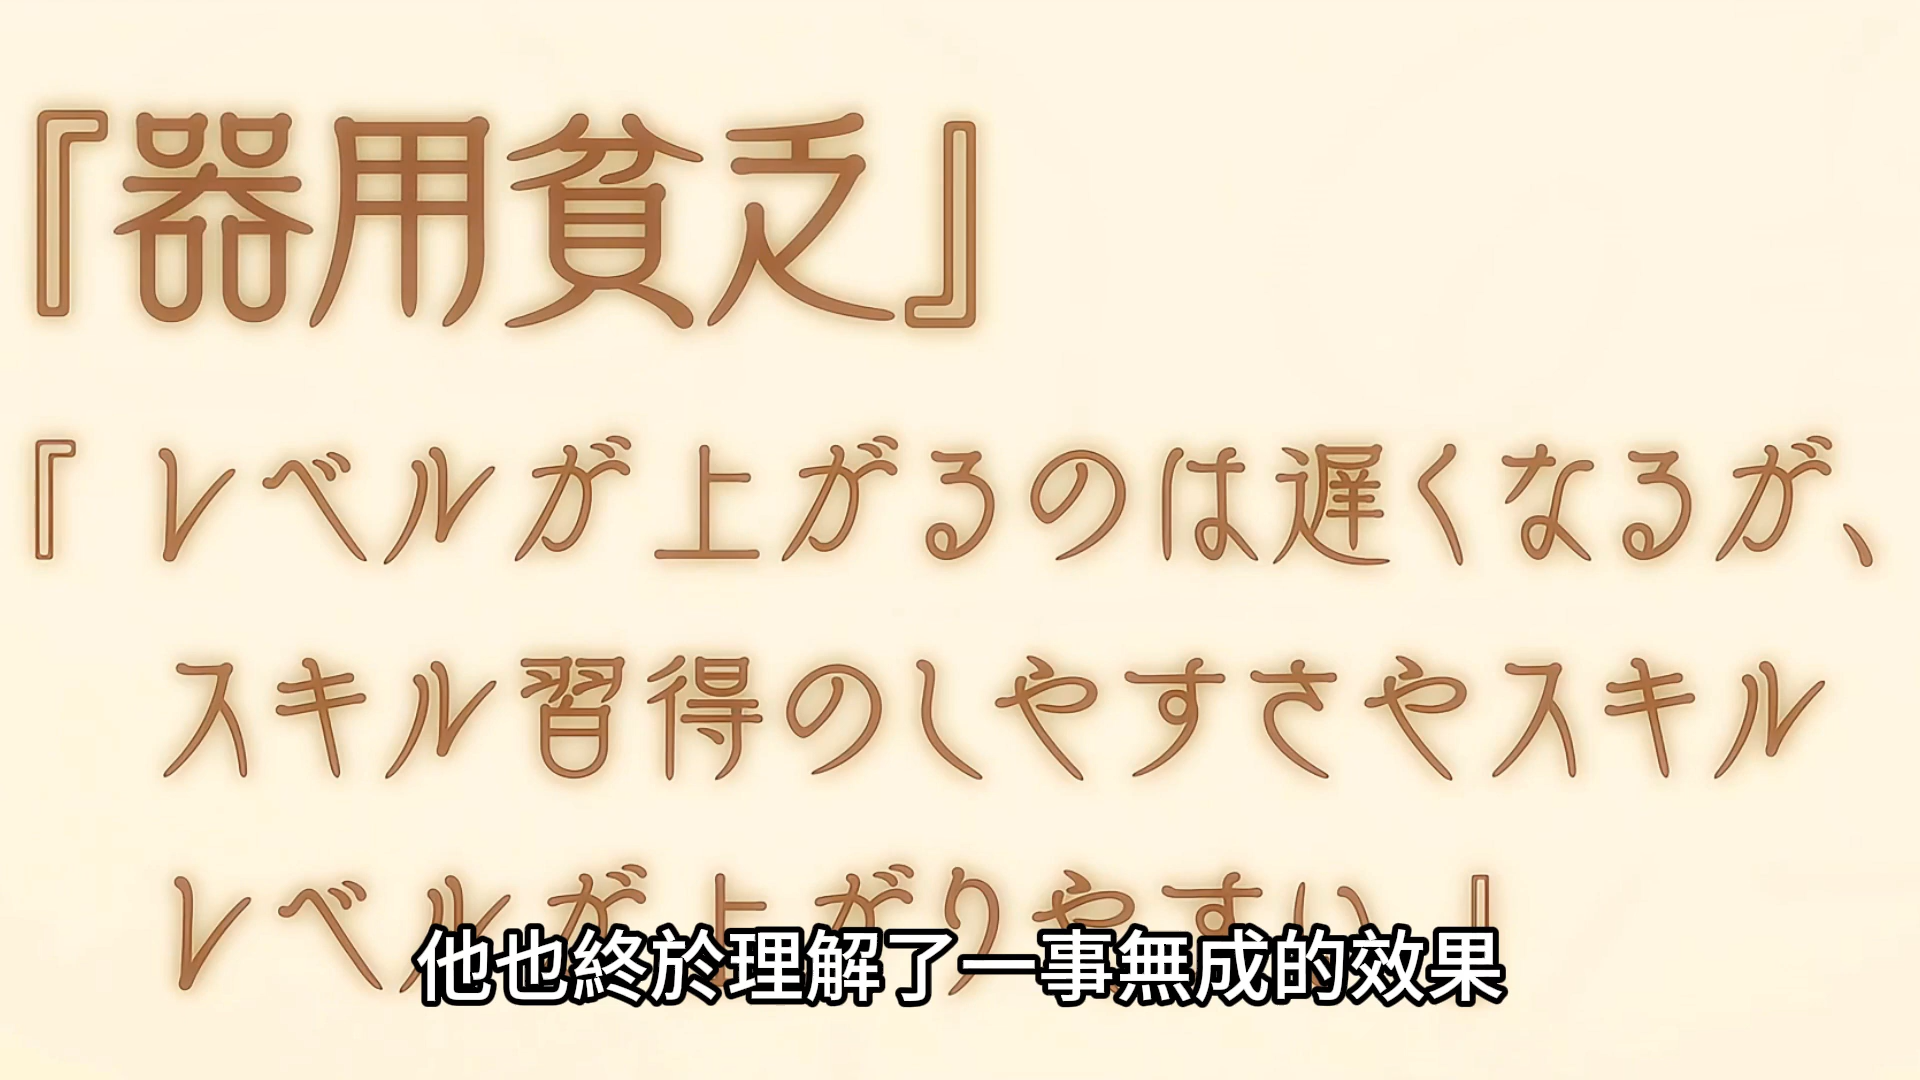 『器用貧乏』
『レベルが上がるのは遅くなるが、
スキル習得のしやすさやスキル
レベルが上がりやすい』
他也終於理解了一事無成的效果